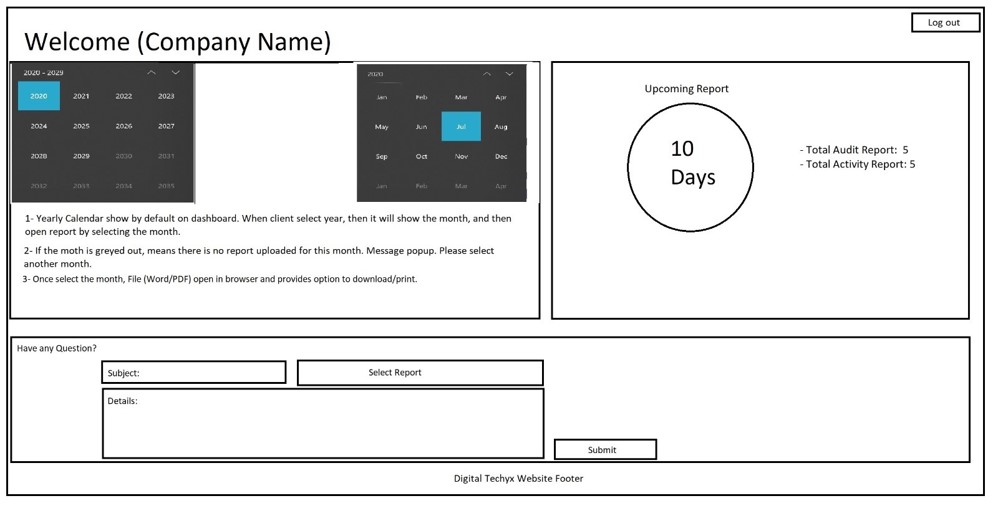 Log out
Welcome (Company Name)
2020 - 2029
2020 2021 2022 2023
2024 2025 2026 2027
2028 2029 2030 2031
2032 2033 2034 2035
2020
Jan Feb Mar Apr
May Jun Jul Aug
Sep Oct Nov Dec
Jan Feb Mar Apr
1- Yearly Calendar show by default on dashboard. When client select year, then it will show the month, and then
open report by selecting the month.
2- If the moth is greyed out, means there is no report uploaded for this month. Message popup. Please select
another month.
3- Once select the month, File (Word/PDF) open in browser and provides option to download/print.
Upcoming Report
10
Days
- Total Audit Report: 5
- Total Activity Report: 5
Have any Question?
Subject:
Select Report
Details:
Submit
Digital Techyx Website Footer